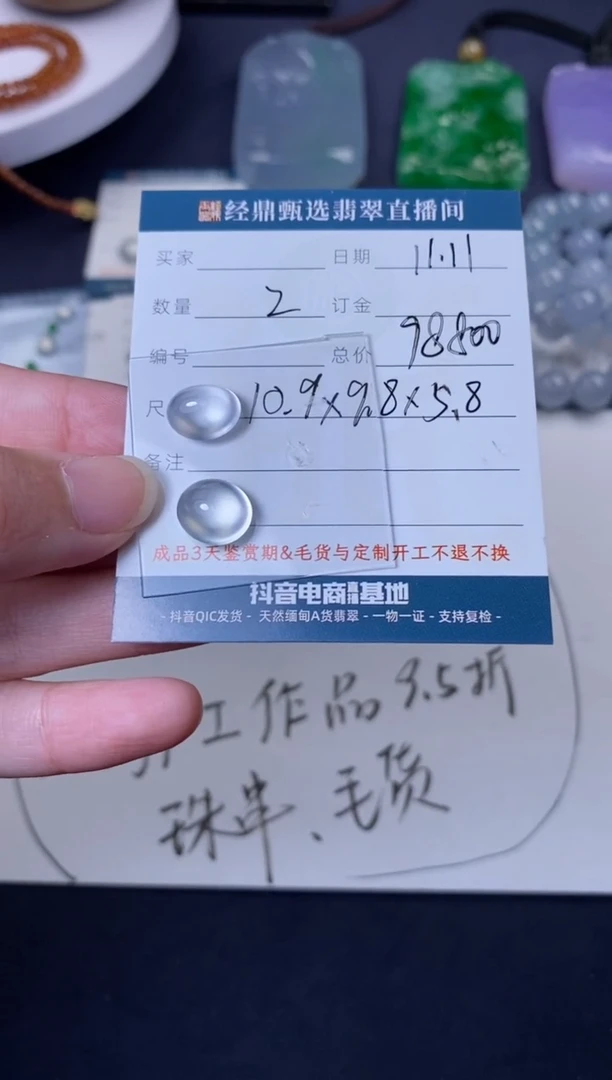 经鼎甄选翡翠直播间
买家 日期 11.11
数量 2 订金
编号 总价 98800
尺 10.9x9.8x5.8
备注
成品3天鉴赏期&毛货与定制开工不退不换
抖音电商直播基地
- 抖音QIC发货 - 天然缅甸A货翡翠 - 一物一证 - 支持复检 -
工作品9.5折
珠串、毛货